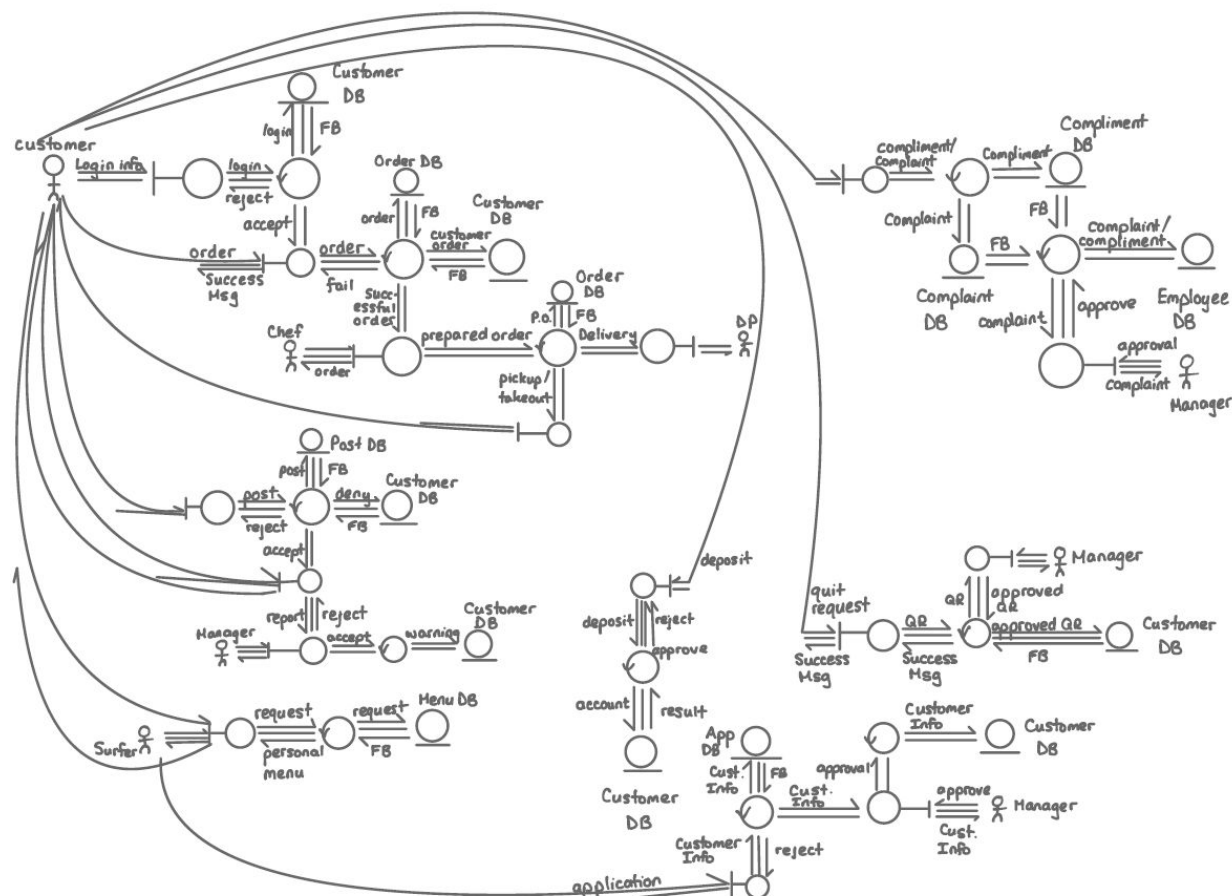 Customer
DB
login
FB
customer
Login info
login
reject
accept
Order DB
order
FB
Customer
DB
customer
order
FB
order
Success
Msg
order
fail
Succ-
essful
order
Order
DB
P.O.
FB
Chef
order
prepared order
Delivery
DP
pickup/
takeout
compliment/
Complaint
Compliment
Compliment
DB
Complaint
FB
FB
complaint/
compliment
Complaint
DB
Employee
DB
complaint
approve
approval
complaint
Manager
Post DB
post
FB
post
reject
deny
FB
Customer
DB
accept
report
reject
Manager
accept
warning
Customer
DB
Surfer
request
personal
menu
request
FB
Menu DB
deposit
deposit
reject
approve
account
result
Customer
DB
quit
request
Success
Msg
QR
Success
Msg
QR
approved
QR
Manager
approved QR
FB
Customer
DB
App
DB
Cust.
Info
FB
Cust.
Info
approval
Customer
Info
Customer
DB
approve
Cust.
Info
Manager
Customer
Info
reject
application